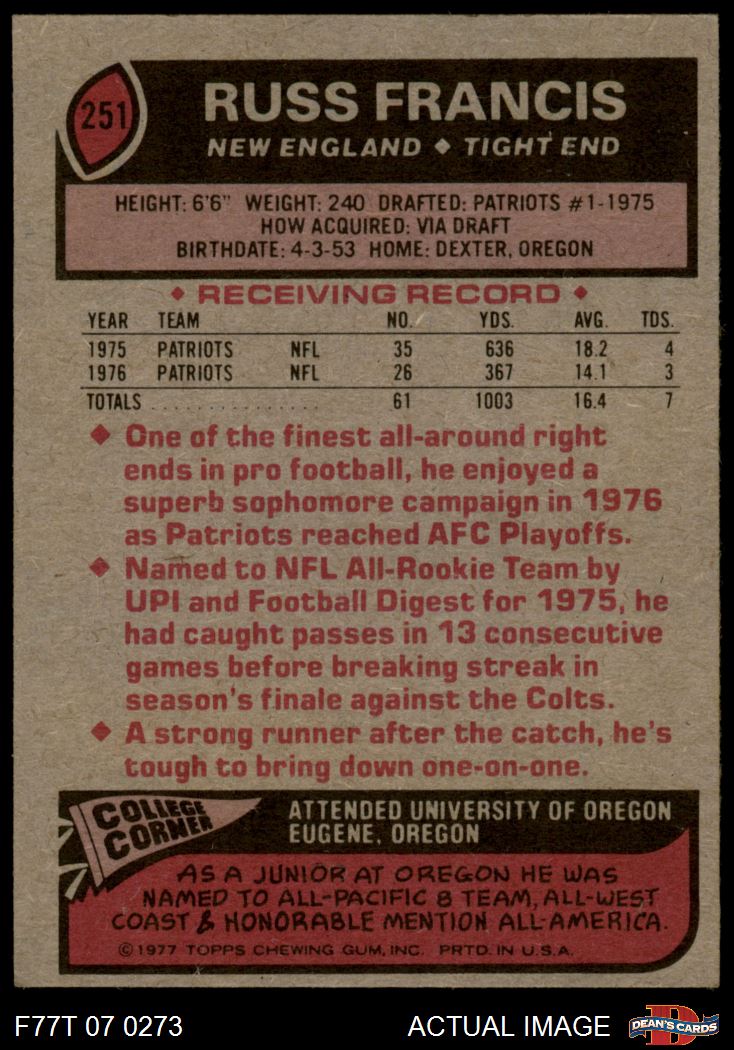 251
RUSS FRANCIS
NEW ENGLAND ◆ TIGHT END
HEIGHT: 6'6" WEIGHT: 240 DRAFTED: PATRIOTS #1-1975
HOW ACQUIRED: VIA DRAFT
BIRTHDATE: 4-3-53 HOME: DEXTER, OREGON
◆ RECEIVING RECORD ◆
YEAR TEAM NO. YDS. AVG. TDS.
1975 PATRIOTS NFL 35 636 18.2 4
1976 PATRIOTS NFL 26 367 14.1 3
TOTALS . . . . . . . . . . . . . . . 61 1003 16.4 7
◆ One of the finest all-around right
ends in pro football, he enjoyed a
superb sophomore campaign in 1976
as Patriots reached AFC Playoffs.
◆ Named to NFL All-Rookie Team by
UPI and Football Digest for 1975, he
had caught passes in 13 consecutive
games before breaking streak in
season's finale against the Colts.
◆ A strong runner after the catch, he's
tough to bring down one-on-one.
COLLEGE
CORNER
ATTENDED UNIVERSITY OF OREGON
EUGENE, OREGON
AS A JUNIOR AT OREGON HE WAS
NAMED TO ALL-PACIFIC 8 TEAM, ALL-WEST
COAST & HONORABLE MENTION ALL-AMERICA.
© 1977 TOPPS CHEWING GUM, INC. PRTD. IN U.S.A.
F77T 07 0273 ACTUAL IMAGE
D
DEAN'S CARDS